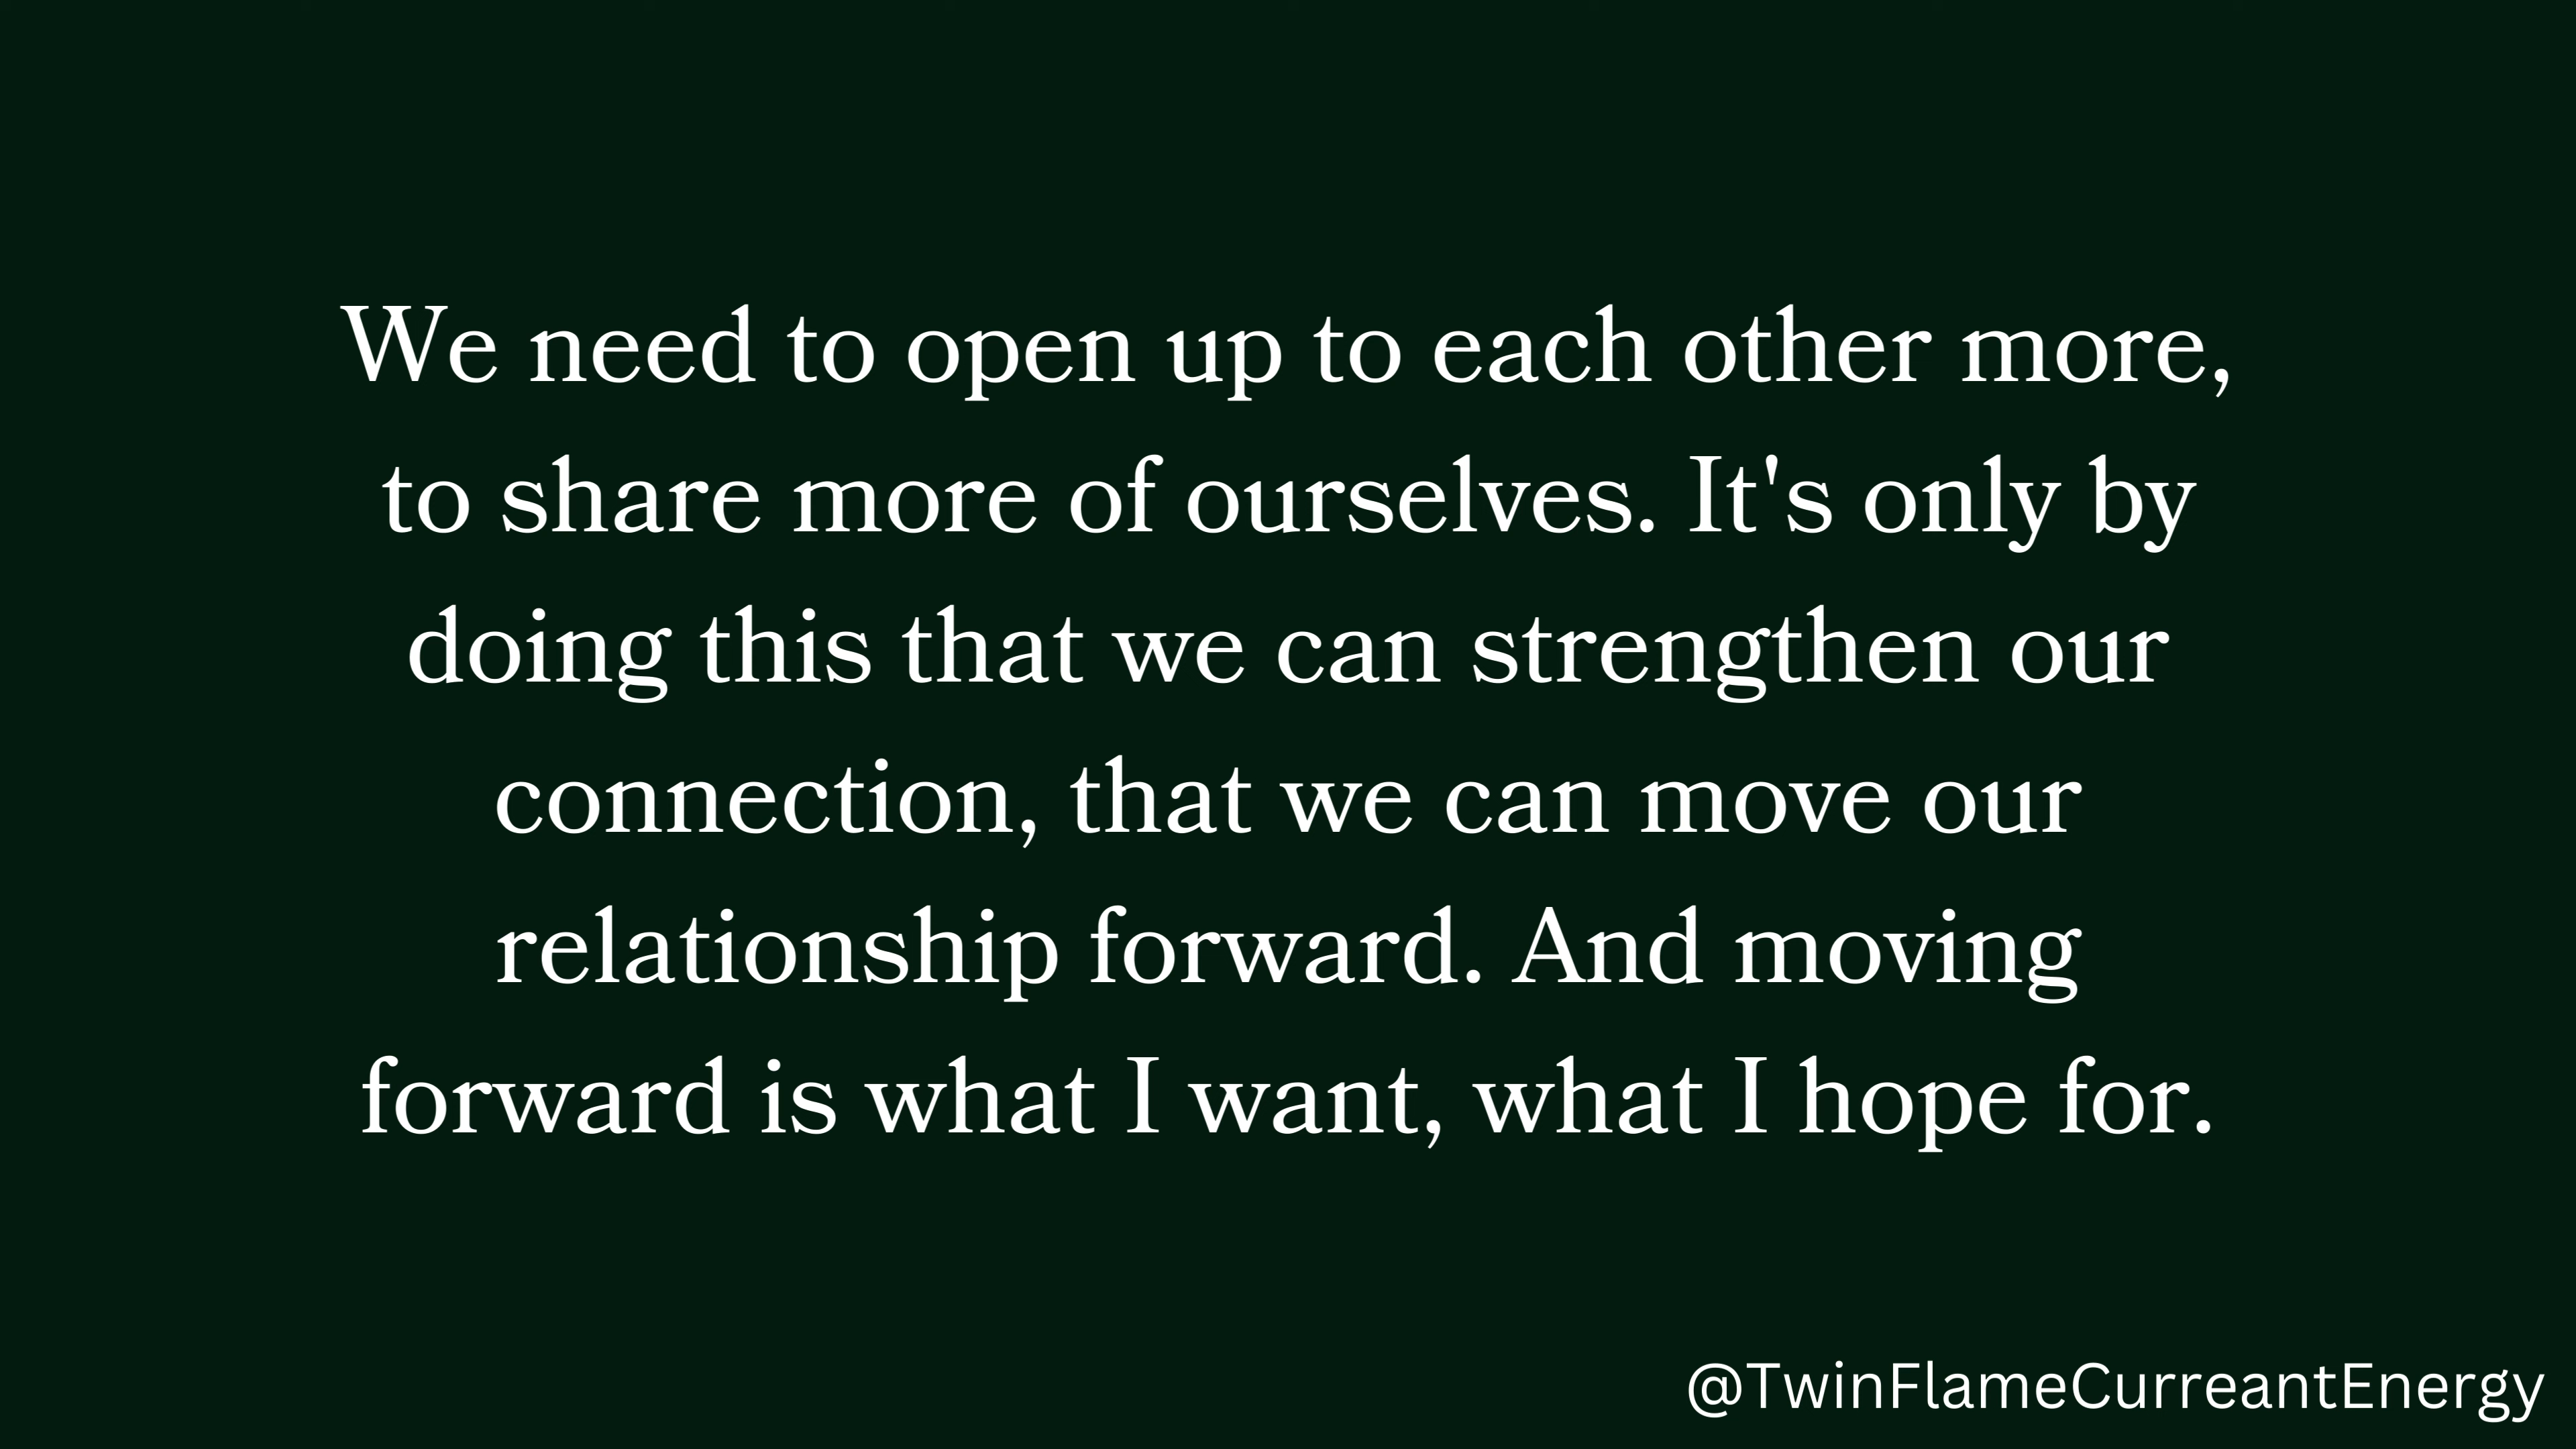 We need to open up to each other more,
to share more of ourselves. It's only by
doing this that we can strengthen our
connection, that we can move our
relationship forward. And moving
forward is what I want, what I hope for.
@TwinFlameCurreantEnergy